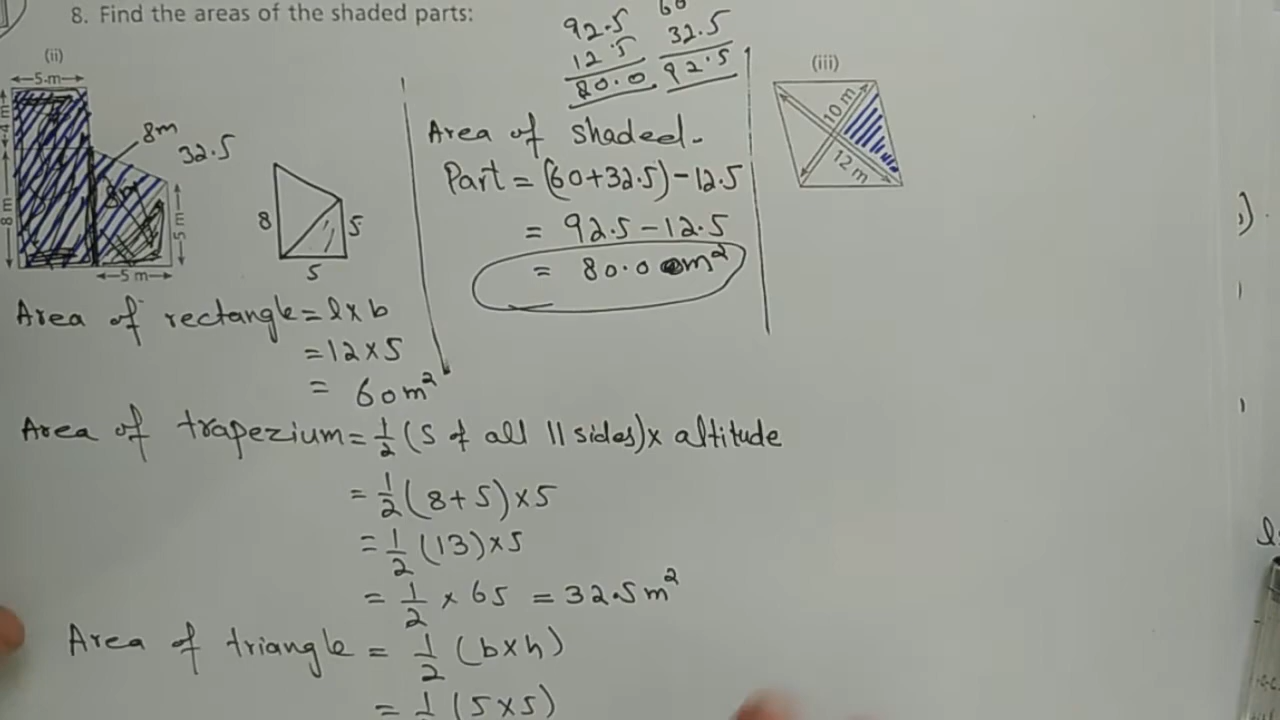 8. Find the areas of the shaded parts:
92.5
12.5
80.0
60
32.5
92.5
(ii)
5 m
4 m
8 m
8m
8m
32.5
5 m
5 m
8
5
5
Area of shaded
Part = (60+32.5)-12.5
= 92.5-12.5
= 80.0 m²
(iii)
10 m
12 m
Area of rectangle = l x b
= 12 x 5
= 60m²
Area of trapezium = 1/2 (S of all || sides) x altitude
= 1/2 (8+5) x 5
= 1/2 (13) x 5
= 1/2 x 65 = 32.5m²
Area of triangle = 1/2 (b x h)
= 1/2 (5 x 5)